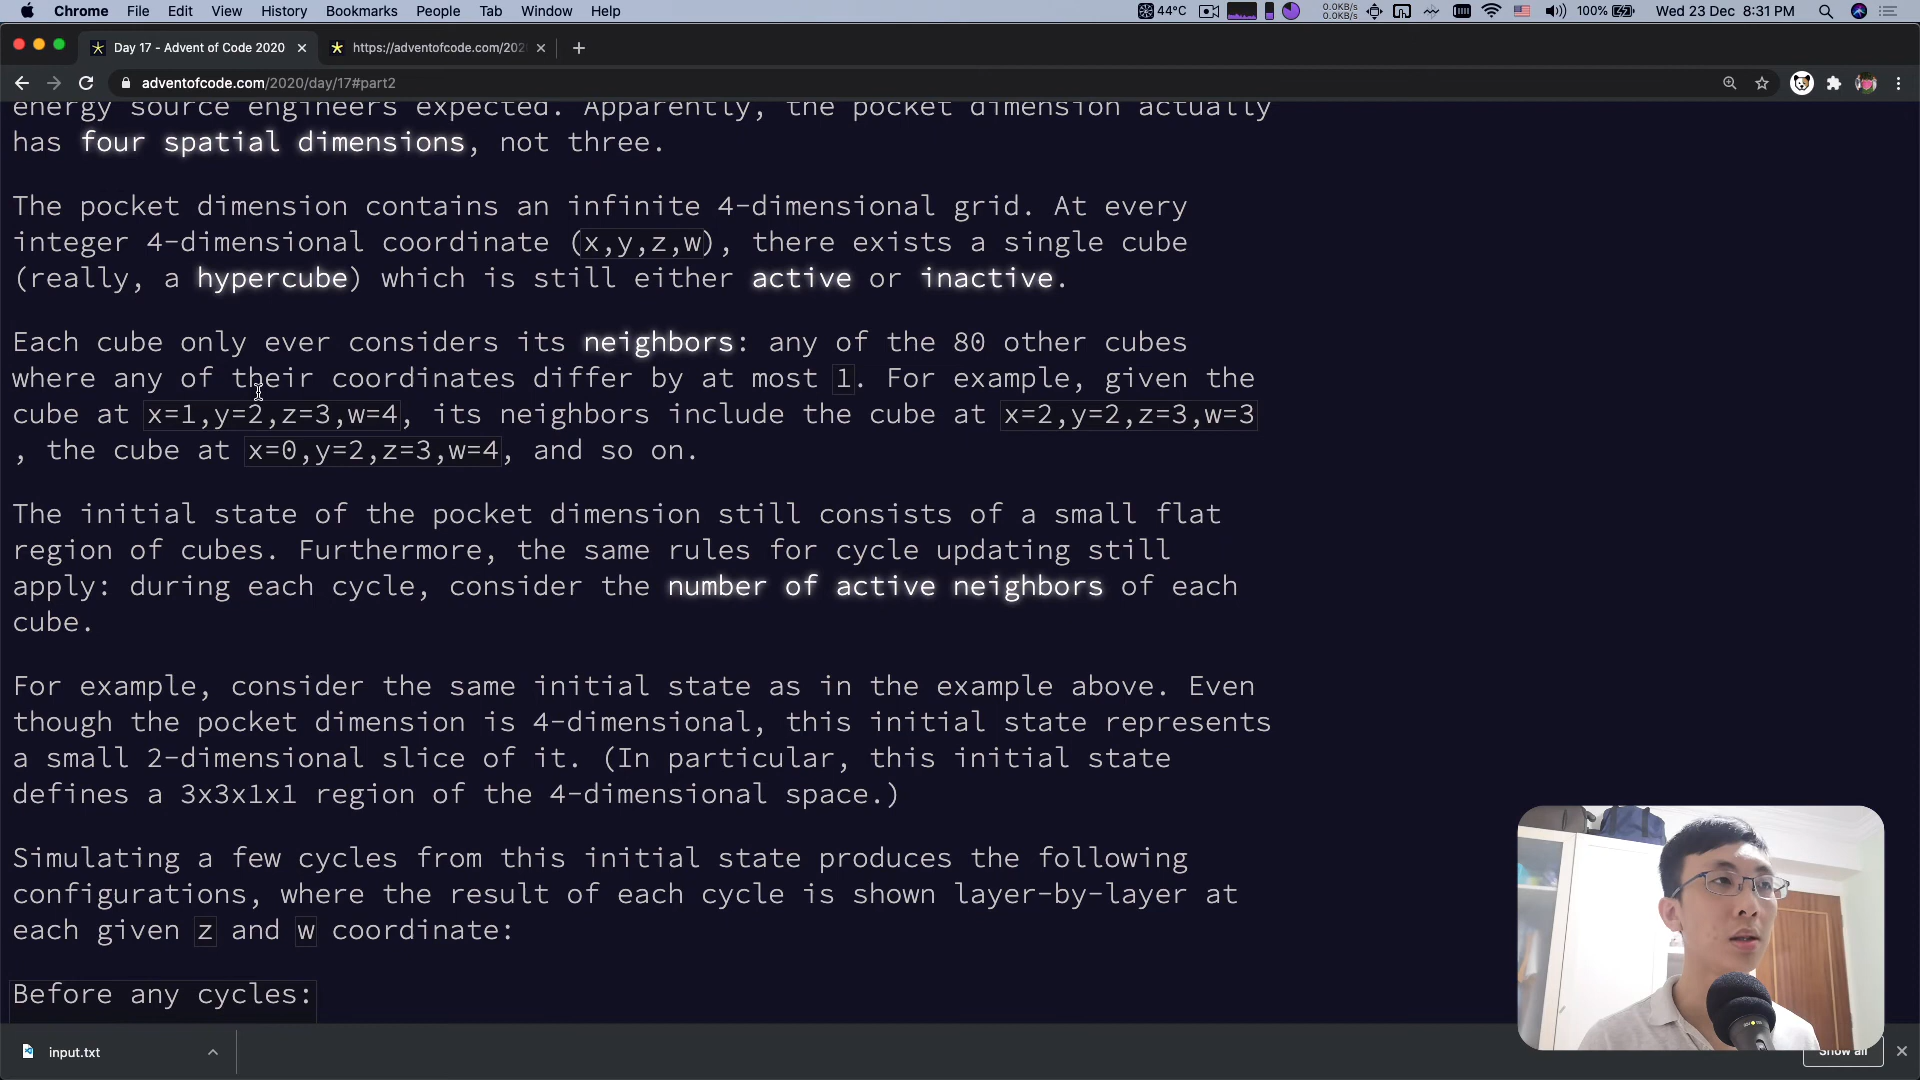 Chrome File Edit View History Bookmarks People Tab Window Help 44°C 0.0KB/s 0.0KB/s 100% Wed 23 Dec 8:31 PM
Day 17 - Advent of Code 2020 https://adventofcode.com/202
adventofcode.com/2020/day/17#part2
energy source engineers expected. Apparently, the pocket dimension actually
has four spatial dimensions, not three.
The pocket dimension contains an infinite 4-dimensional grid. At every
integer 4-dimensional coordinate (x,y,z,w), there exists a single cube
(really, a hypercube) which is still either active or inactive.
Each cube only ever considers its neighbors: any of the 80 other cubes
where any of their coordinates differ by at most 1. For example, given the
cube at x=1,y=2,z=3,w=4, its neighbors include the cube at x=2,y=2,z=3,w=3
, the cube at x=0,y=2,z=3,w=4, and so on.
The initial state of the pocket dimension still consists of a small flat
region of cubes. Furthermore, the same rules for cycle updating still
apply: during each cycle, consider the number of active neighbors of each
cube.
For example, consider the same initial state as in the example above. Even
though the pocket dimension is 4-dimensional, this initial state represents
a small 2-dimensional slice of it. (In particular, this initial state
defines a 3x3x1x1 region of the 4-dimensional space.)
Simulating a few cycles from this initial state produces the following
configurations, where the result of each cycle is shown layer-by-layer at
each given z and w coordinate:
Before any cycles:
input.txt
Show all